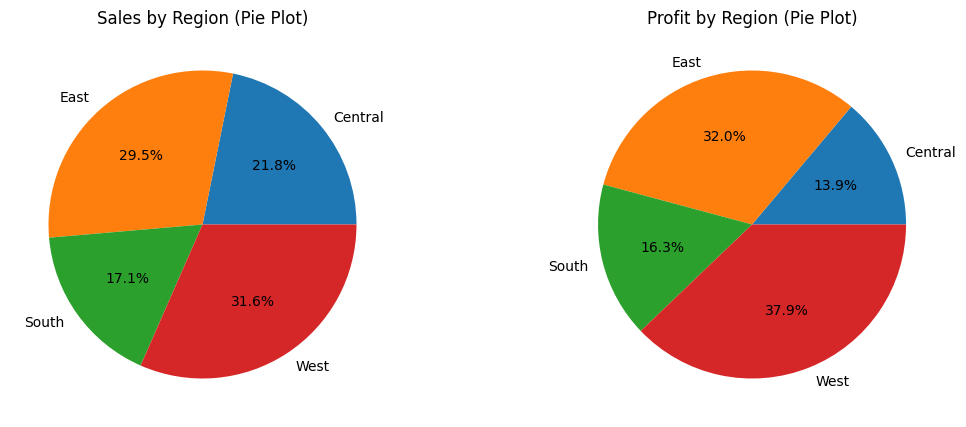 Sales by Region (Pie Plot)
East
Central
29.5%
21.8%
17.1%
31.6%
South
West
Profit by Region (Pie Plot)
East
Central
32.0%
13.9%
16.3%
South
37.9%
West